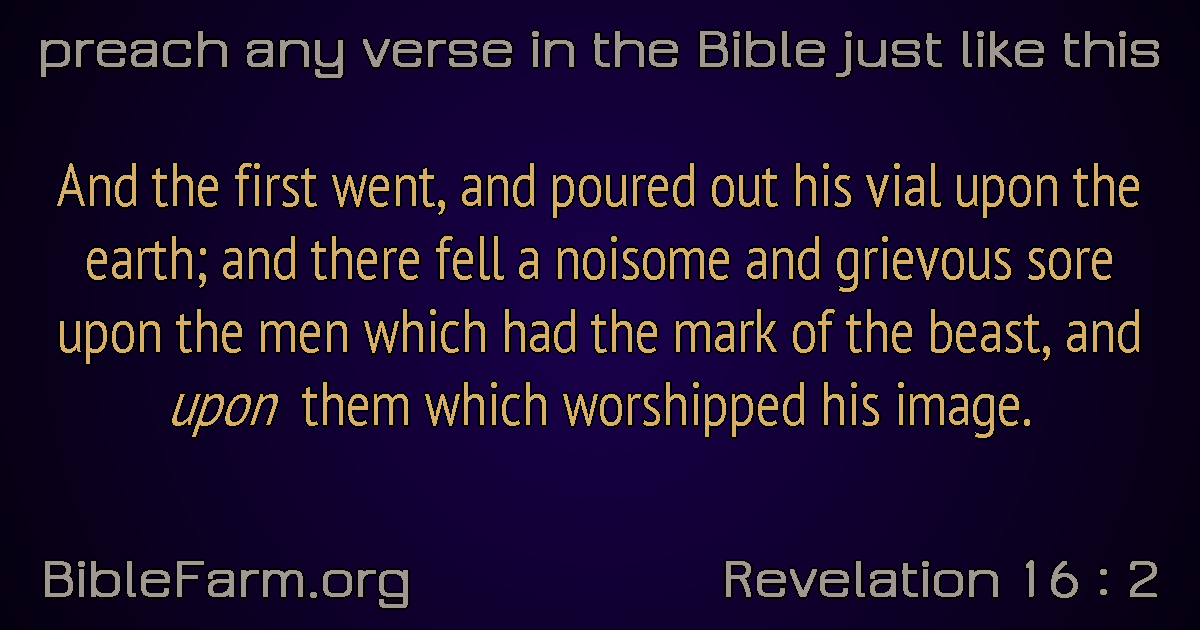 preach any verse in the Bible just like this
And the first went, and poured out his vial upon the
earth; and there fell a noisome and grievous sore
upon the men which had the mark of the beast, and
upon them which worshipped his image.
BibleFarm.org
Revelation 16 : 2